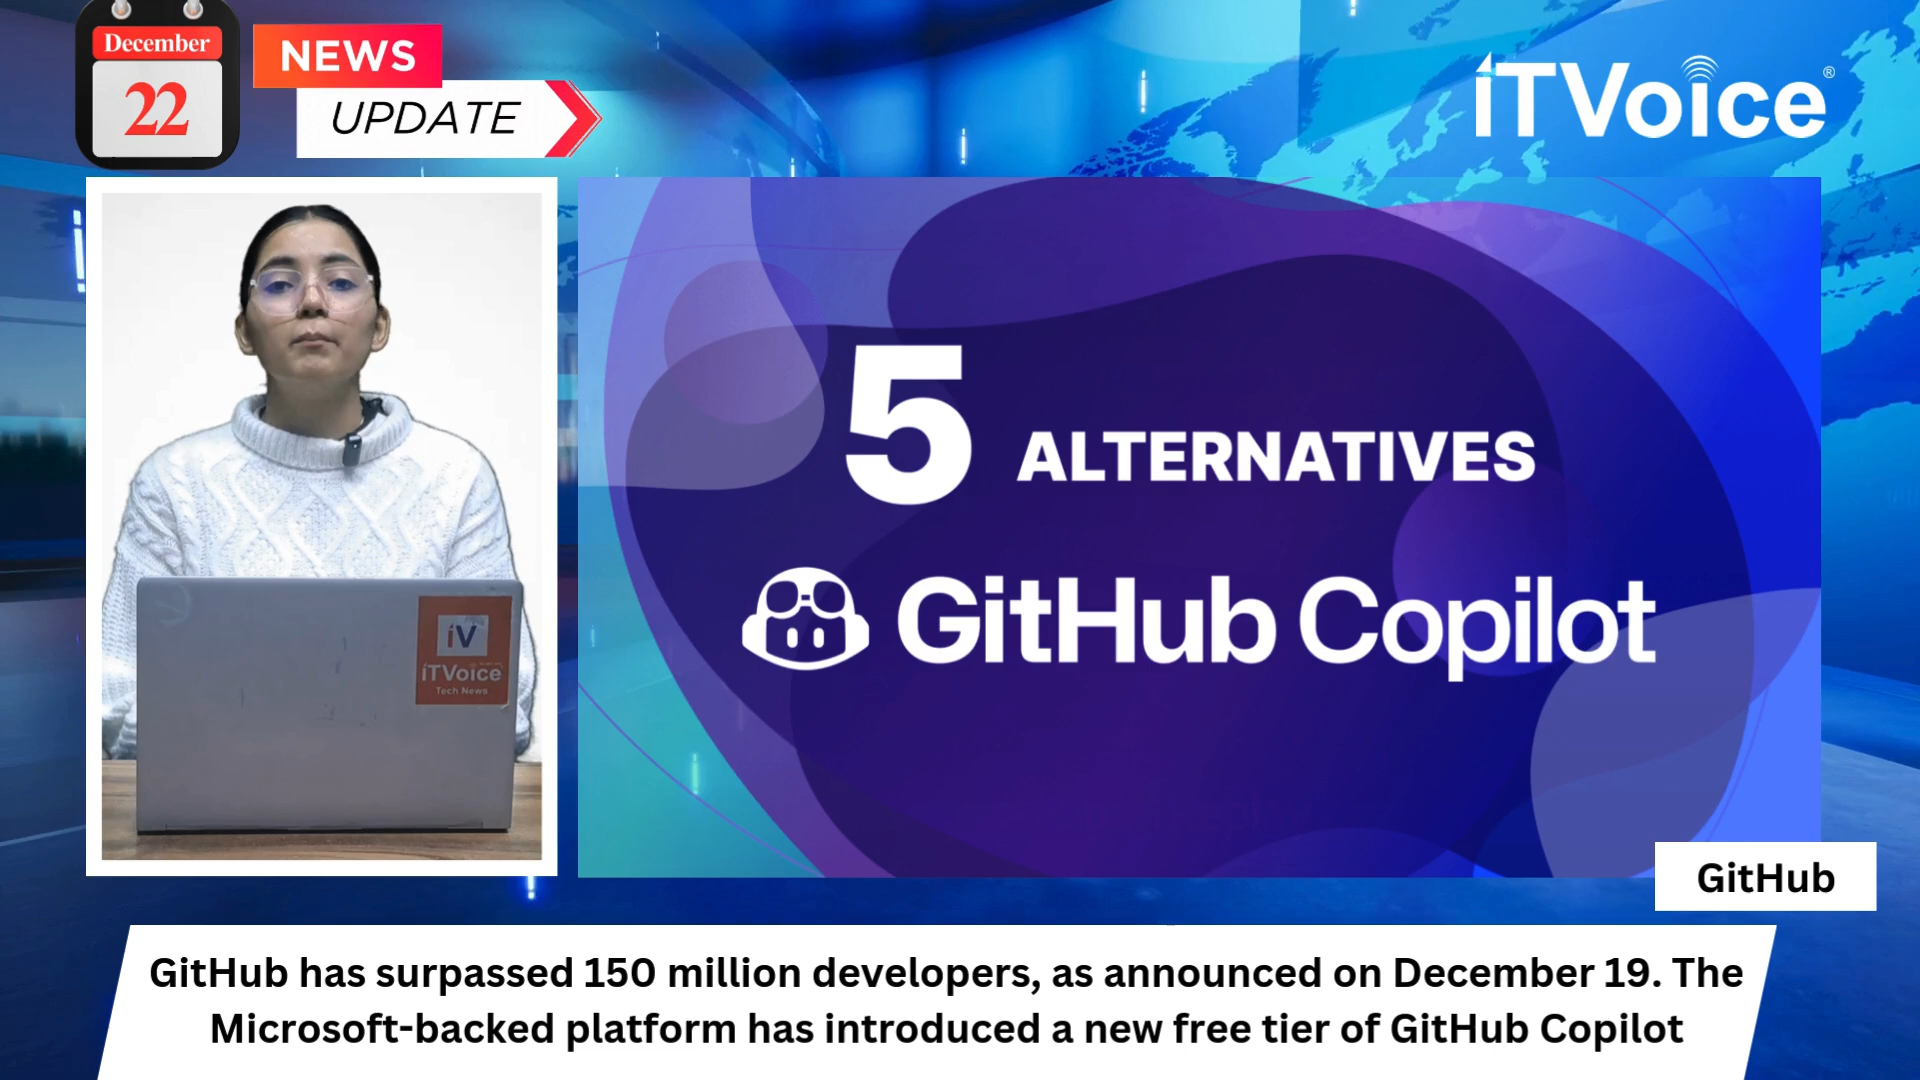 December
22
NEWS
UPDATE
iTVoice®
5 ALTERNATIVES
GitHub Copilot
iV
iTVoice
Tech News
GitHub
GitHub has surpassed 150 million developers, as announced on December 19. The
Microsoft-backed platform has introduced a new free tier of GitHub Copilot